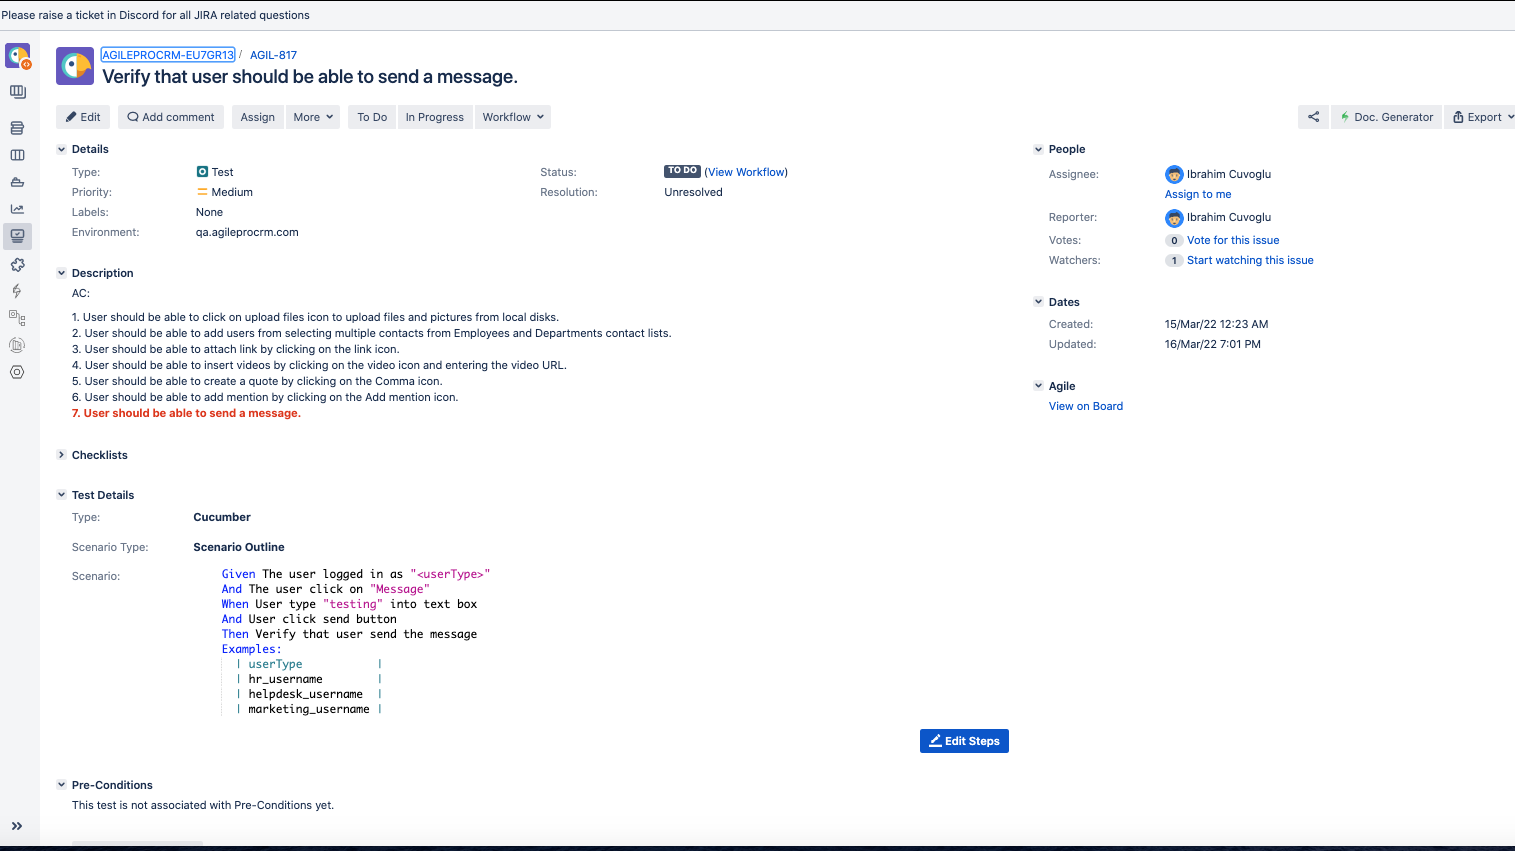 Please raise a ticket in Discord for all JIRA related questions
AGILEPROCRM-EU7GR13 / AGIL-817
Verify that user should be able to send a message.
Edit Add comment Assign More To Do In Progress Workflow Doc. Generator Export
Details
Type: Test
Status: TO DO (View Workflow)
Priority: Medium
Resolution: Unresolved
Labels: None
Environment: qa.agileprocrm.com
Description
AC:
1. User should be able to click on upload files icon to upload files and pictures from local disks.
2. User should be able to add users from selecting multiple contacts from Employees and Departments contact lists.
3. User should be able to attach link by clicking on the link icon.
4. User should be able to insert videos by clicking on the video icon and entering the video URL.
5. User should be able to create a quote by clicking on the Comma icon.
6. User should be able to add mention by clicking on the Add mention icon.
7. User should be able to send a message.
Checklists
Test Details
Type: Cucumber
Scenario Type: Scenario Outline
Scenario:
Given The user logged in as "<userType>"
And The user click on "Message"
When User type "testing" into text box
And User click send button
Then Verify that user send the message
Examples:
| userType |
| hr_username |
| helpdesk_username |
| marketing_username |
Edit Steps
Pre-Conditions
This test is not associated with Pre-Conditions yet.
People
Assignee: Ibrahim Cuvoglu
Assign to me
Reporter: Ibrahim Cuvoglu
Votes: 0 Vote for this issue
Watchers: 1 Start watching this issue
Dates
Created: 15/Mar/22 12:23 AM
Updated: 16/Mar/22 7:01 PM
Agile
View on Board